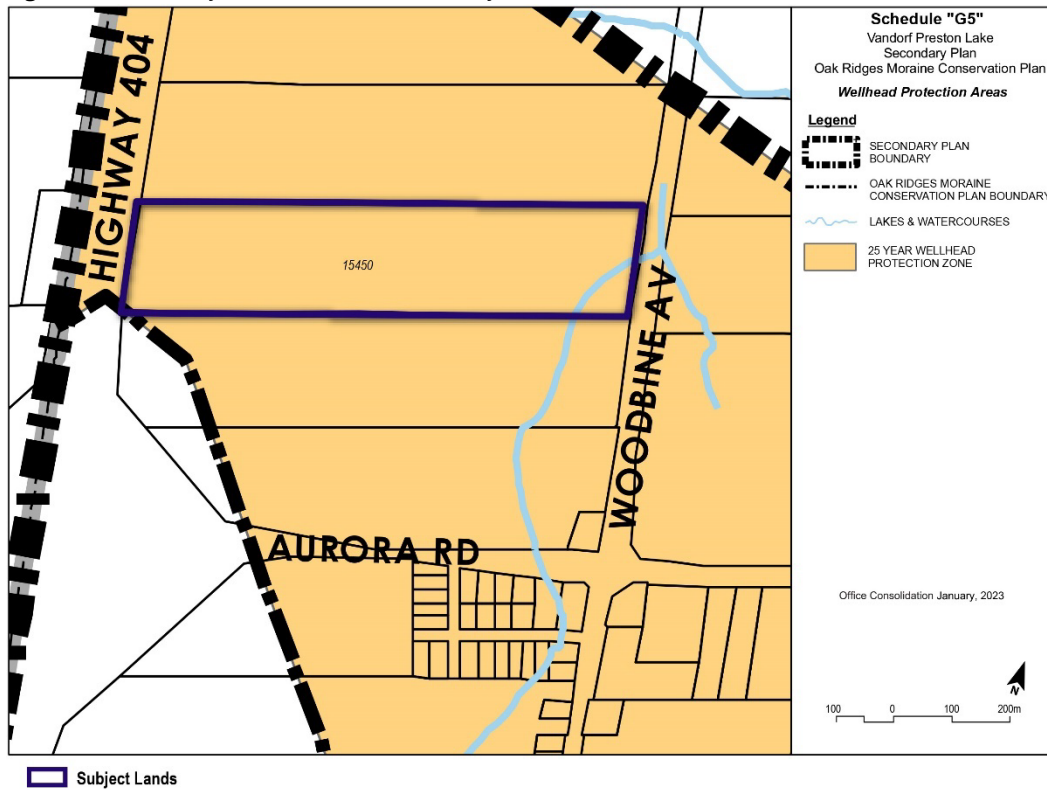 HIGHWAY 404
15450
WOODBINE AV
AURORA RD
Schedule "G5"
Vandorf Preston Lake
Secondary Plan
Oak Ridges Moraine Conservation Plan
Wellhead Protection Areas
Legend
SECONDARY PLAN
BOUNDARY
OAK RIDGES MORAINE
CONSERVATION PLAN BOUNDARY
LAKES & WATERCOURSES
25 YEAR WELLHEAD
PROTECTION ZONE
Office Consolidation January, 2023
N
100 0 100 200m
Subject Lands